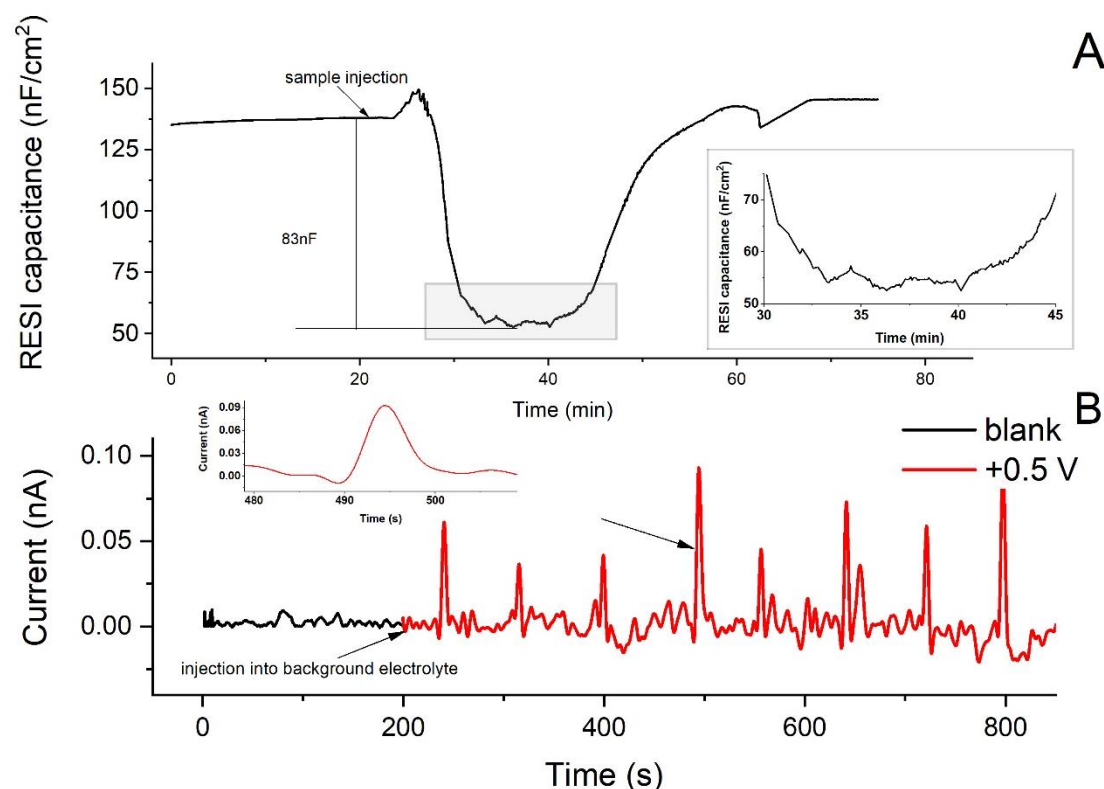 A
RESI capacitance (nF/cm²)
150
125
100
75
50
sample injection
83nF
0
20
40
60
80
Time (min)
RESI capacitance (nF/cm²)
70
60
50
30
35
40
45
Time (min)
B
Current (nA)
0.10
0.05
0.00
Current (nA)
0.09
0.06
0.03
0.00
480
490
500
Time (s)
blank
+0.5 V
injection into background electrolyte
0
200
400
600
800
Time (s)